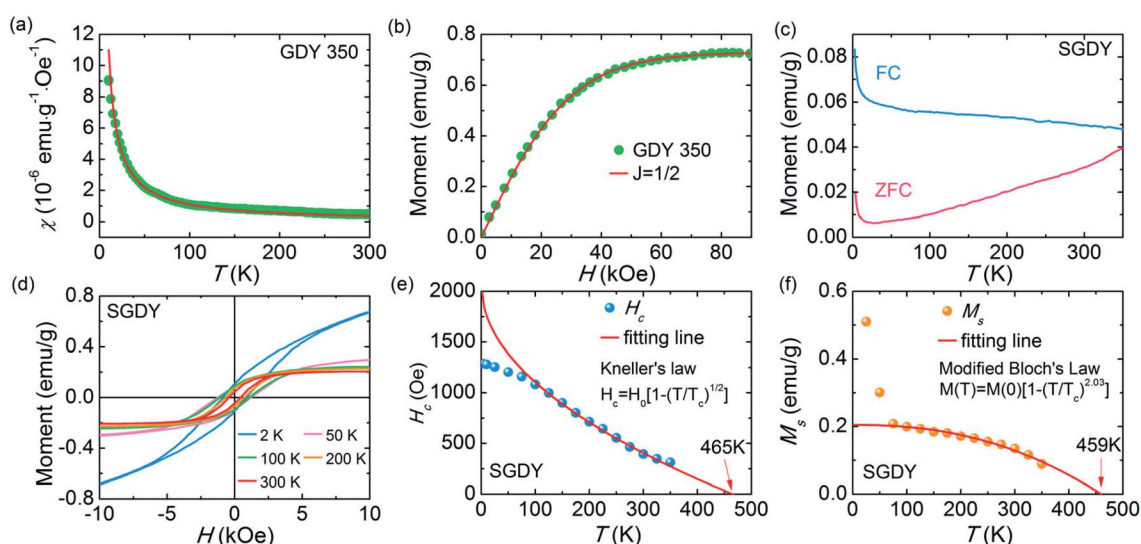 (a)
12
10
8
6
4
2
0
χ (10⁻⁶ emu·g⁻¹·Oe⁻¹)
GDY 350
0 100 200 300
T (K)
(b)
0.8
0.6
0.4
0.2
0.0
Moment (emu/g)
GDY 350
J=1/2
0 20 40 60 80
H (kOe)
(c)
0.08
0.06
0.04
0.02
0.00
Moment (emu/g)
SGDY
FC
ZFC
0 100 200 300
T (K)
(d)
0.8
0.4
0.0
-0.4
-0.8
Moment (emu/g)
SGDY
2 K 50 K
100 K 200 K
300 K
-10 -5 0 5 10
H (kOe)
(e)
2000
1500
1000
500
0
H_c (Oe)
H_c
fitting line
Kneller's law
H_c=H_0[1-(T/T_c)^{1/2}]
465K
SGDY
0 100 200 300 400 500
T (K)
(f)
0.6
0.4
0.2
0.0
M_s (emu/g)
M_s
fitting line
Modified Bloch's Law
M(T)=M(0)[1-(T/T_c)^{2.03}]
459K
SGDY
0 100 200 300 400 500
T (K)